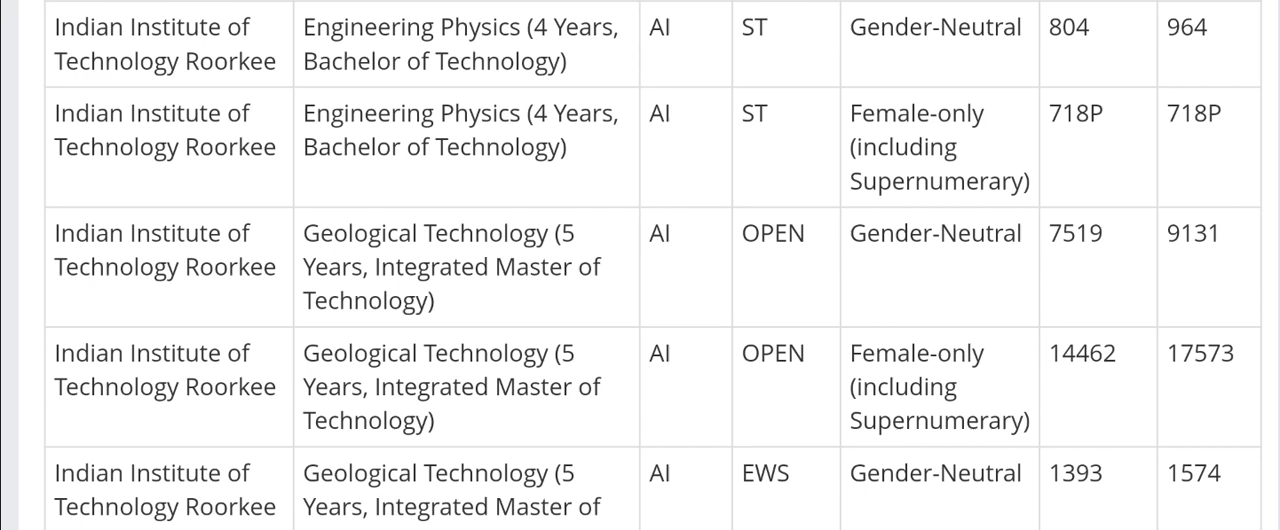 Indian Institute of Technology Roorkee Engineering Physics (4 Years, Bachelor of Technology) AI ST Gender-Neutral 804 964
Indian Institute of Technology Roorkee Engineering Physics (4 Years, Bachelor of Technology) AI ST Female-only (including Supernumerary) 718P 718P
Indian Institute of Technology Roorkee Geological Technology (5 Years, Integrated Master of Technology) AI OPEN Gender-Neutral 7519 9131
Indian Institute of Technology Roorkee Geological Technology (5 Years, Integrated Master of Technology) AI OPEN Female-only (including Supernumerary) 14462 17573
Indian Institute of Technology Roorkee Geological Technology (5 Years, Integrated Master of AI EWS Gender-Neutral 1393 1574